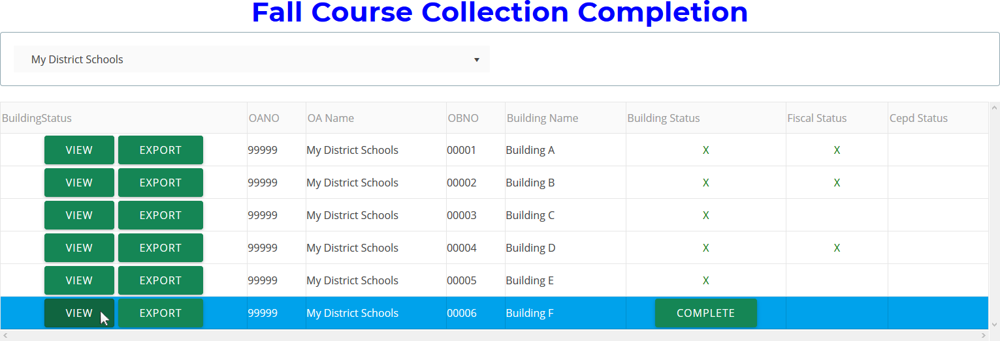 Fall Course Collection Completion
My District Schools
BuildingStatus OANO OA Name OBNO Building Name Building Status Fiscal Status Cepd Status
VIEW EXPORT 99999 My District Schools 00001 Building A X X
VIEW EXPORT 99999 My District Schools 00002 Building B X X
VIEW EXPORT 99999 My District Schools 00003 Building C X
VIEW EXPORT 99999 My District Schools 00004 Building D X X
VIEW EXPORT 99999 My District Schools 00005 Building E X
VIEW EXPORT 99999 My District Schools 00006 Building F COMPLETE